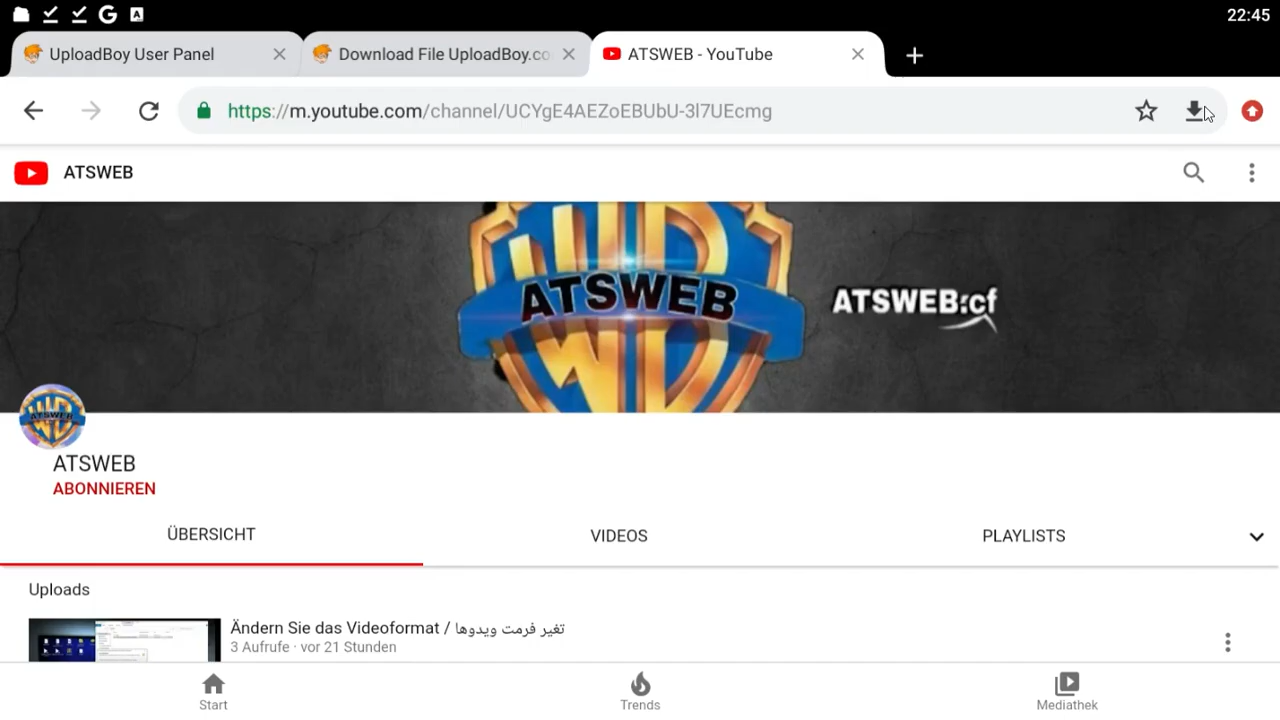 22:45
UploadBoy User Panel
Download File UploadBoy.co
ATSWEB - YouTube
https://m.youtube.com/channel/UCYgE4AEZoEBUbU-3l7UEcmg
ATSWEB
ATSWEB
ATSWEB.cf
ATSWEB
ATSWEB
ABONNIEREN
ÜBERSICHT
VIDEOS
PLAYLISTS
Uploads
Ändern Sie das Videoformat / تغیر فرمت ویدوها
3 Aufrufe · vor 21 Stunden
Start
Trends
Mediathek